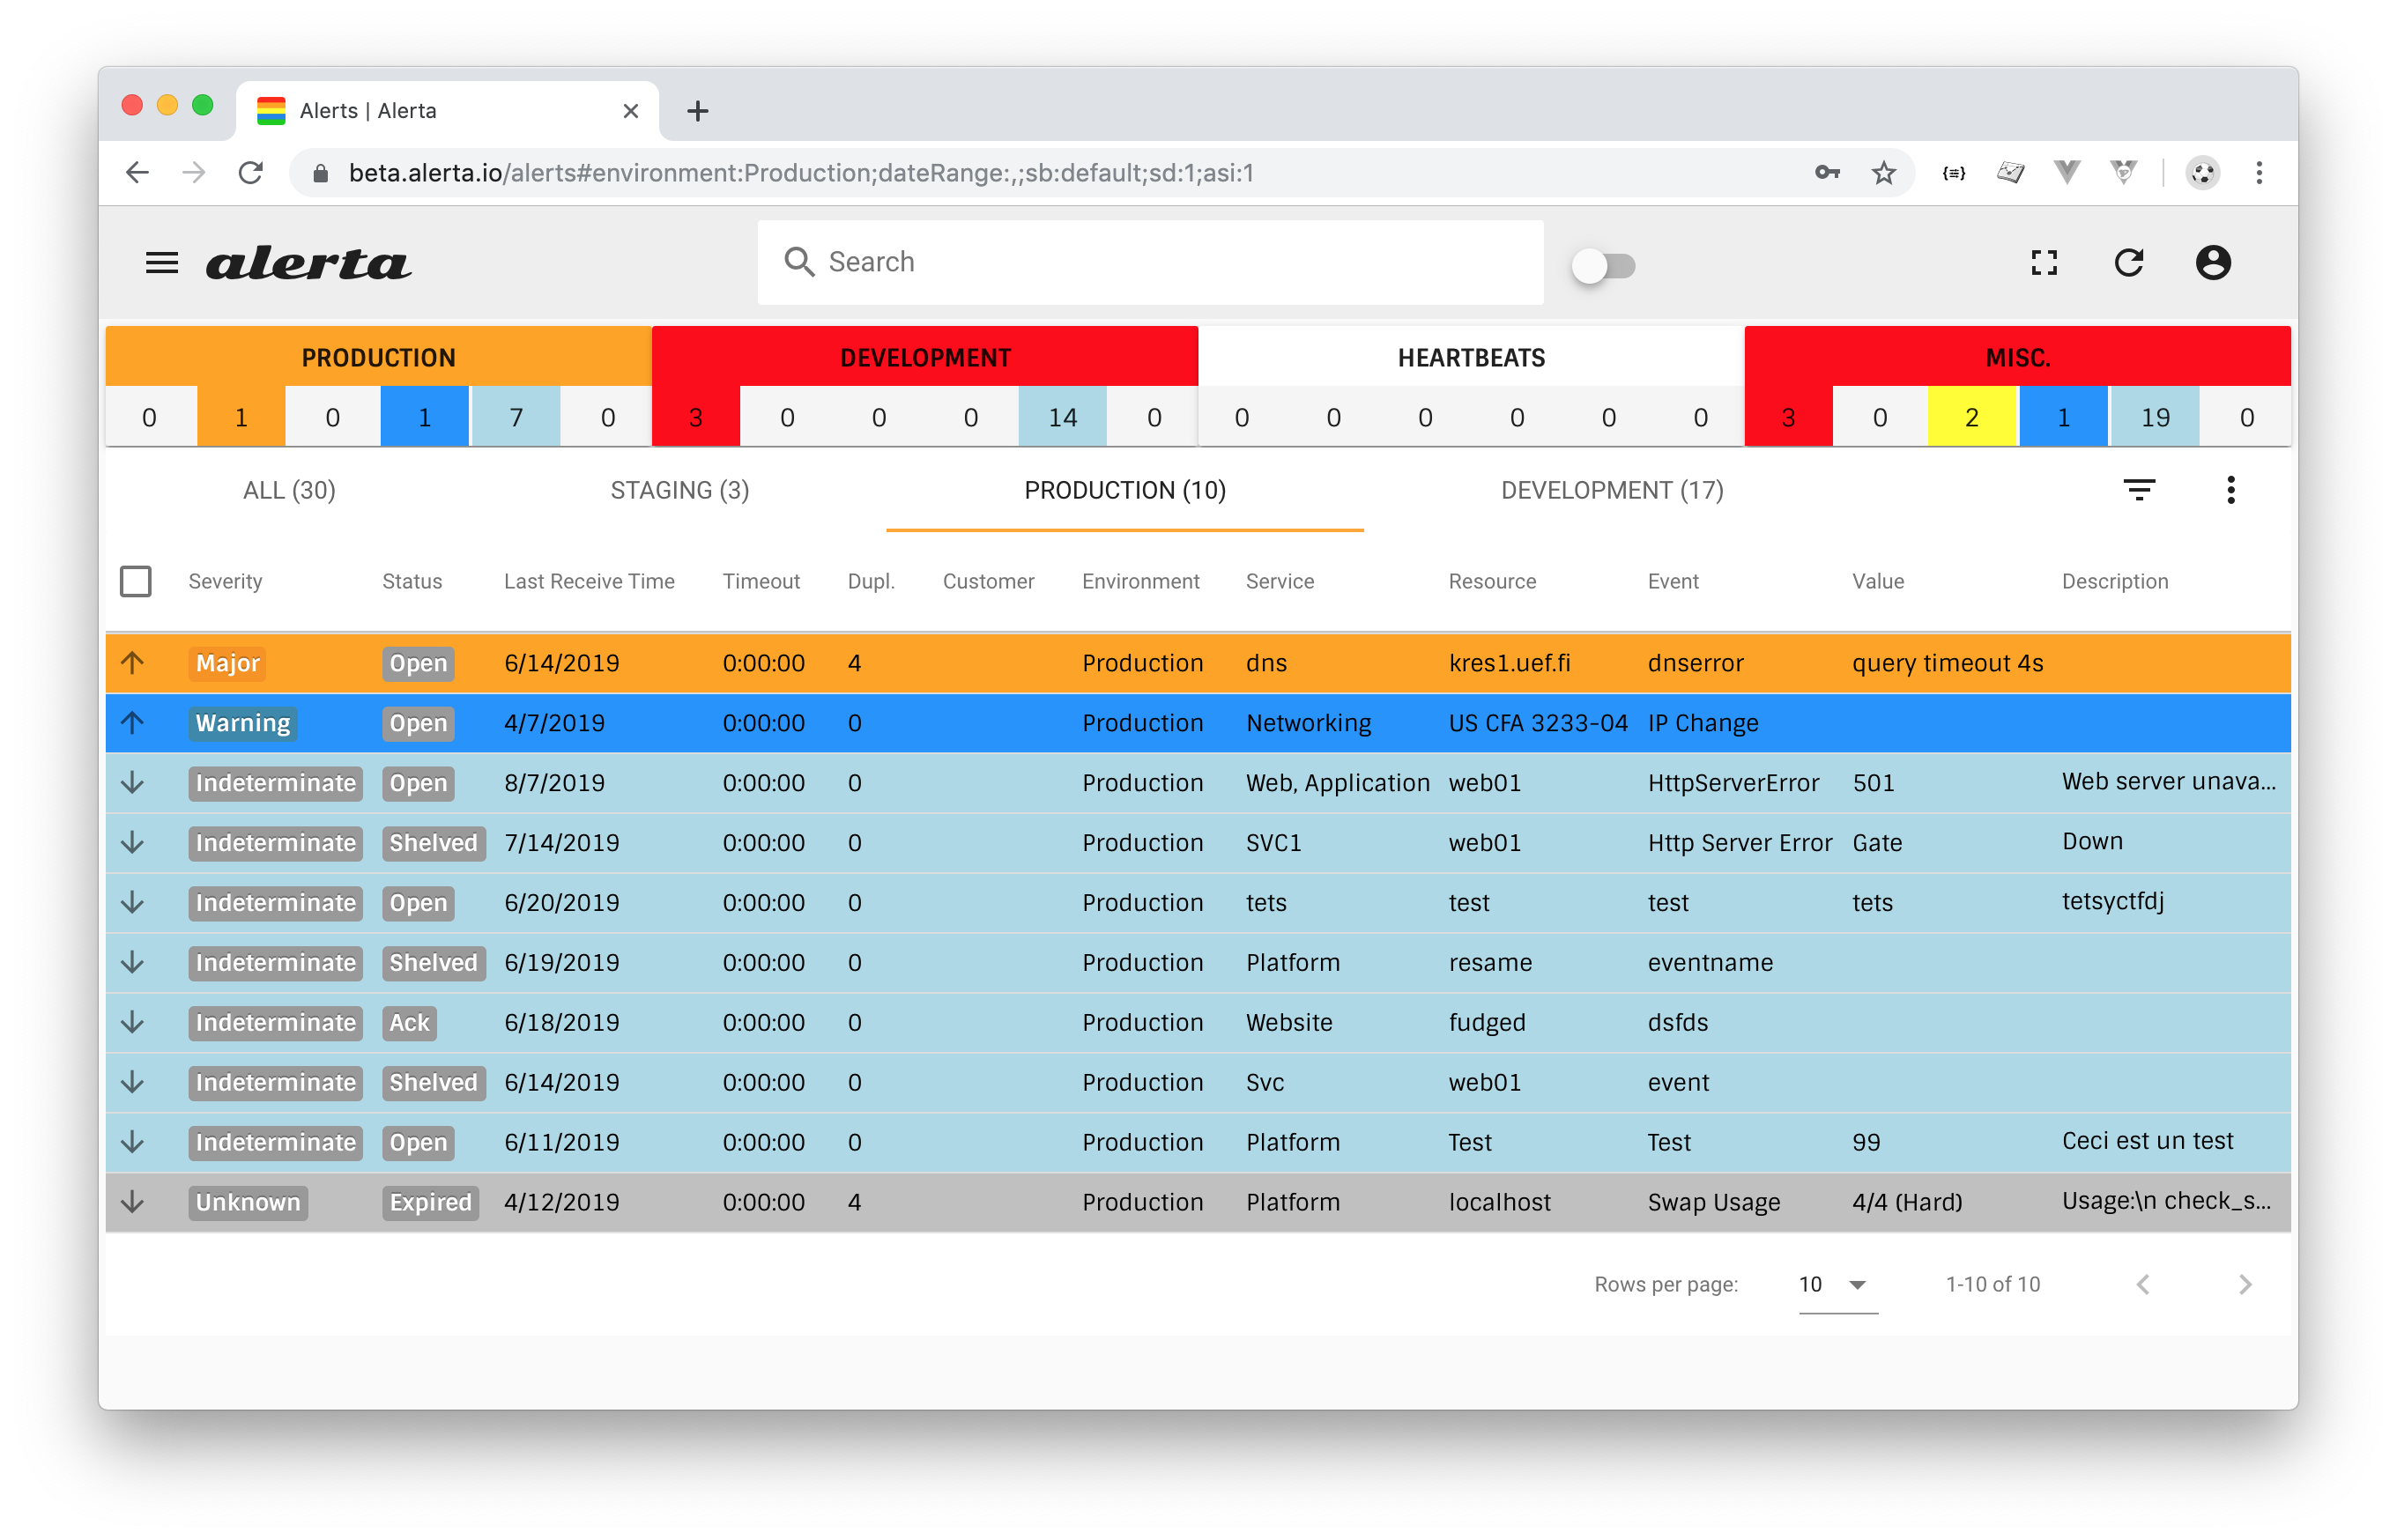 Alerts | Alerta
beta.alerta.io/alerts#environment:Production;dateRange:,;sb:default;sd:1;asi:1
alerta Search
PRODUCTION DEVELOPMENT HEARTBEATS MISC.
0 1 0 1 7 0 3 0 0 0 14 0 0 0 0 0 0 0 3 0 2 1 19 0
ALL (30) STAGING (3) PRODUCTION (10) DEVELOPMENT (17)
Severity Status Last Receive Time Timeout Dupl. Customer Environment Service Resource Event Value Description
Major Open 6/14/2019 0:00:00 4 Production dns kres1.uef.fi dnserror query timeout 4s
Warning Open 4/7/2019 0:00:00 0 Production Networking US CFA 3233-04 IP Change
Indeterminate Open 8/7/2019 0:00:00 0 Production Web, Application web01 HttpServerError 501 Web server unava...
Indeterminate Shelved 7/14/2019 0:00:00 0 Production SVC1 web01 Http Server Error Gate Down
Indeterminate Open 6/20/2019 0:00:00 0 Production tets test test tets tetsyctfdj
Indeterminate Shelved 6/19/2019 0:00:00 0 Production Platform resame eventname
Indeterminate Ack 6/18/2019 0:00:00 0 Production Website fudged dsfds
Indeterminate Shelved 6/14/2019 0:00:00 0 Production Svc web01 event
Indeterminate Open 6/11/2019 0:00:00 0 Production Platform Test Test 99 Ceci est un test
Unknown Expired 4/12/2019 0:00:00 4 Production Platform localhost Swap Usage 4/4 (Hard) Usage:\n check_s...
Rows per page: 10 1-10 of 10